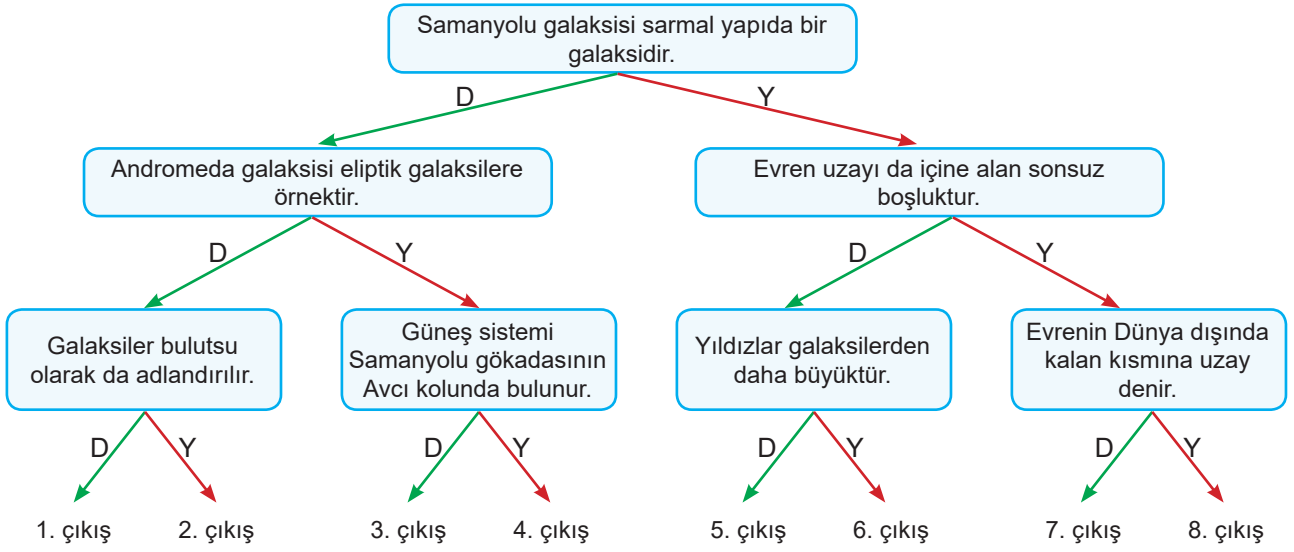 Samanyolu galaksisi sarmal yapıda bir
galaksidir.
D
Y
Andromeda galaksisi eliptik galaksilere
örnektir.
Evren uzayı da içine alan sonsuz
boşluktur.
D
Y
D
Y
Galaksiler bulutsu
olarak da adlandırılır.
Güneş sistemi
Samanyolu gökadasının
Avcı kolunda bulunur.
Yıldızlar galaksilerden
daha büyüktür.
Evrenin Dünya dışında
kalan kısmına uzay
denir.
D
Y
D
Y
D
Y
D
Y
1. çıkış
2. çıkış
3. çıkış
4. çıkış
5. çıkış
6. çıkış
7. çıkış
8. çıkış